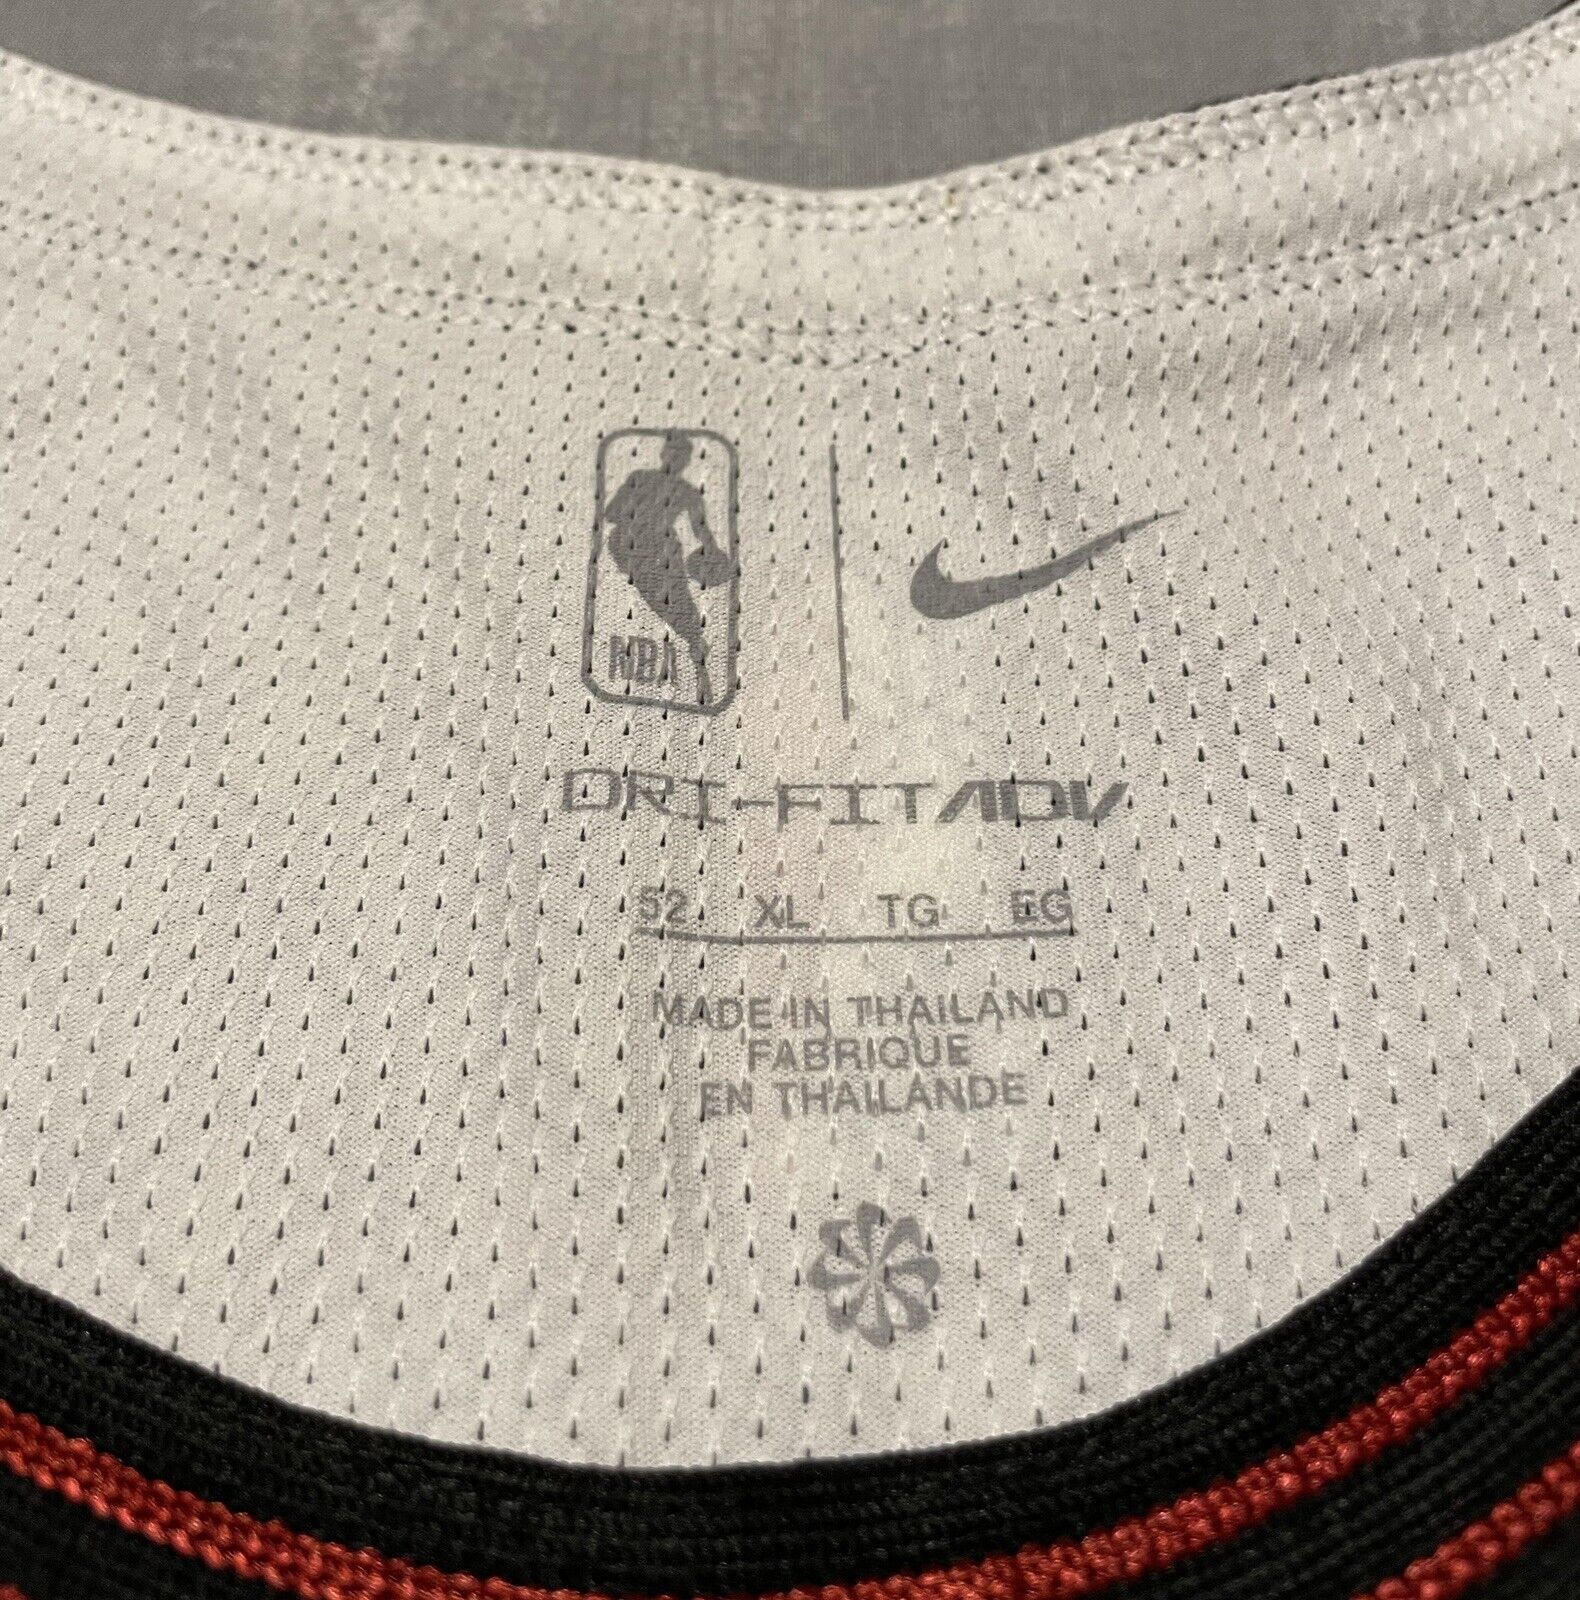 NBA
DRI-FIT ADV
52 XL TG EG
MADE IN THAILAND
FABRIQUE
EN THAILANDE